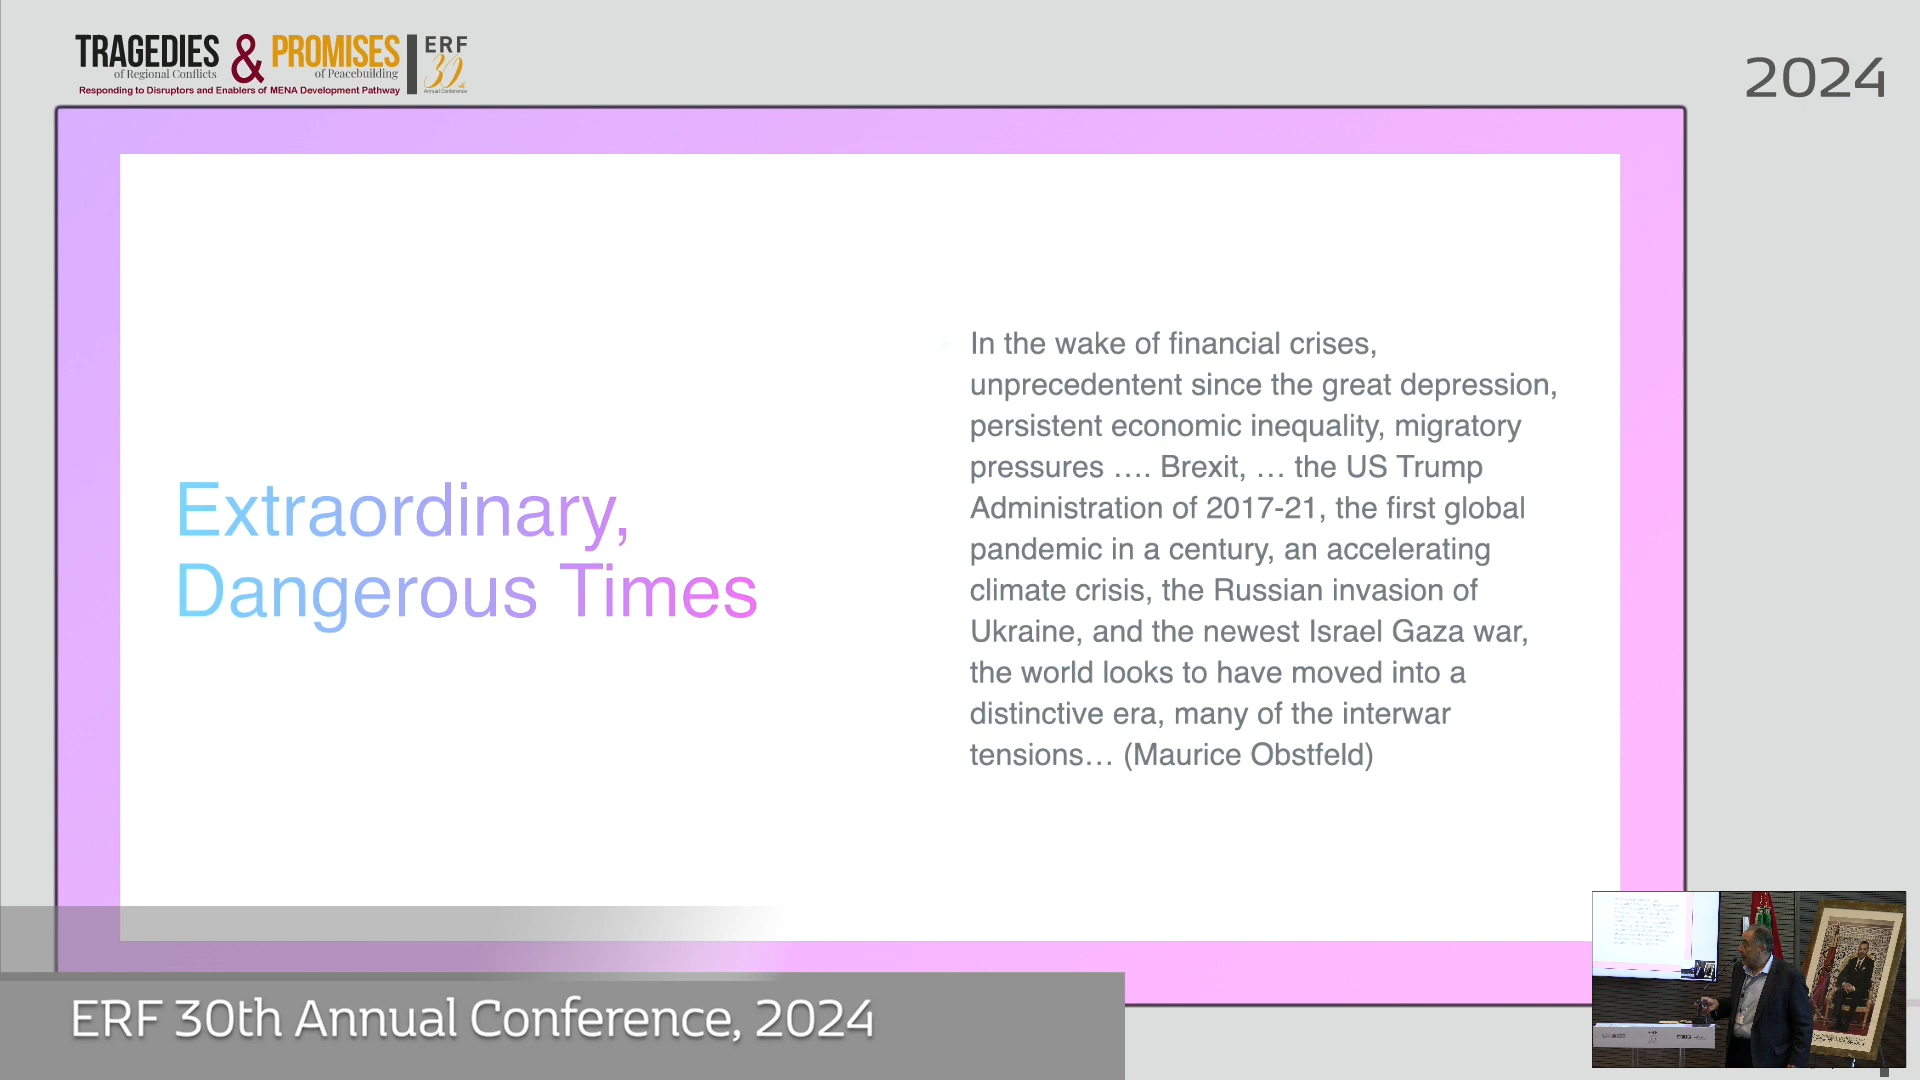 TRAGEDIES & PROMISES
of Regional Conflicts of Peacebuilding
Responding to Disruptors and Enablers of MENA Development Pathway
ERF
30th
Annual Conference
2024
Extraordinary,
Dangerous Times
In the wake of financial crises,
unprecedentent since the great depression,
persistent economic inequality, migratory
pressures …. Brexit, … the US Trump
Administration of 2017-21, the first global
pandemic in a century, an accelerating
climate crisis, the Russian invasion of
Ukraine, and the newest Israel Gaza war,
the world looks to have moved into a
distinctive era, many of the interwar
tensions… (Maurice Obstfeld)
ERF 30th Annual Conference, 2024